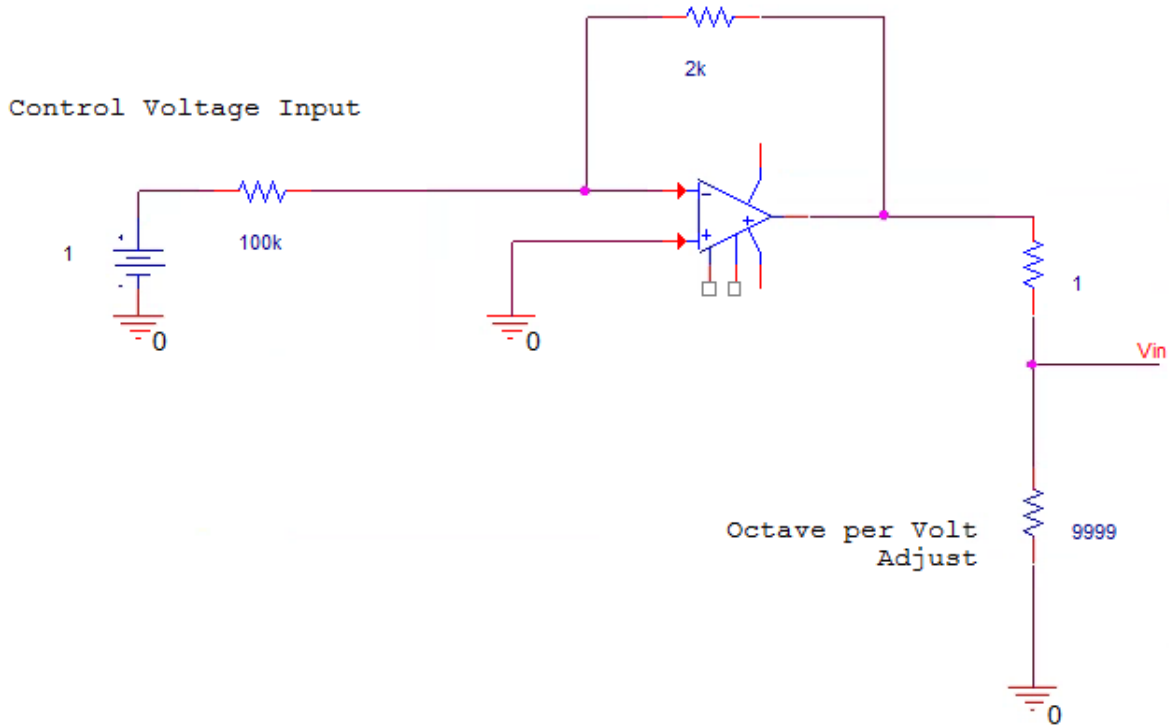 2k
Control Voltage Input
100k
1
-
+
+
+
-
0
0
1
Vin
Octave per Volt
Adjust
9999
0